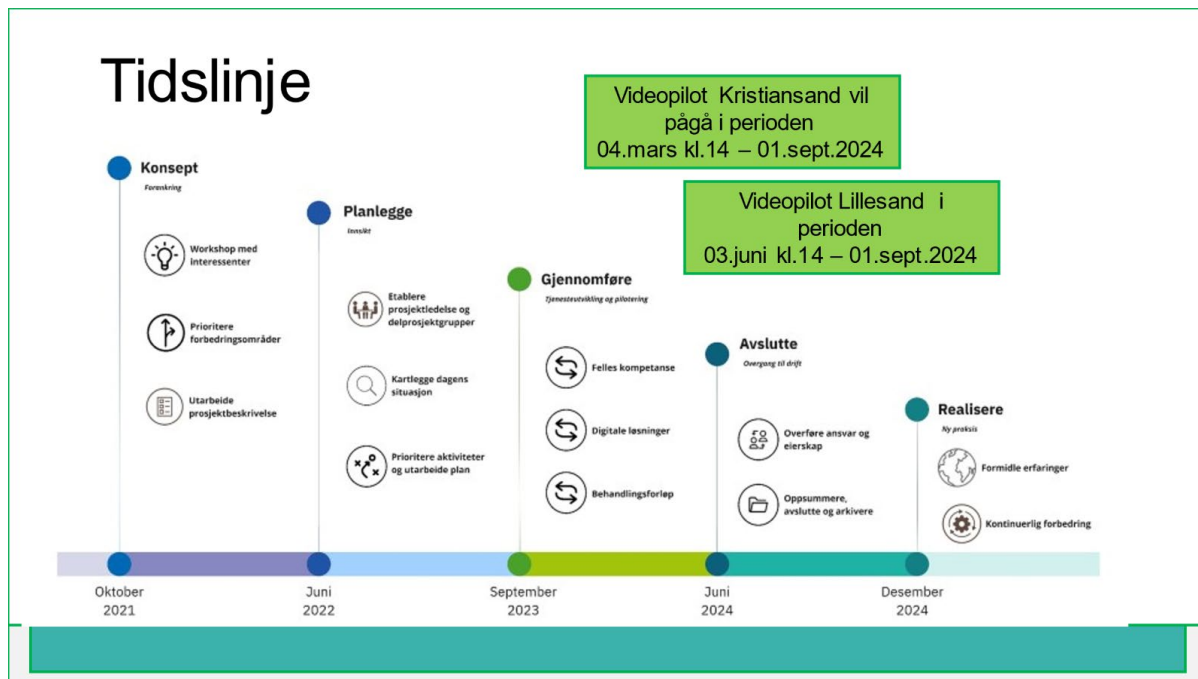 Tidslinje
Videopilot Kristiansand vil
pågå i perioden
04.mars kl.14 – 01.sept.2024
Videopilot Lillesand i
perioden
03.juni kl.14 – 01.sept.2024
Konsept
Forankring
Workshop med
interessenter
Prioritere
forbedringsområder
Utarbeide
prosjektbeskrivelse
Planlegge
Innsikt
Etablere
prosjektledelse og
delprosjektgrupper
Kartlegge dagens
situasjon
Prioritere aktiviteter
og utarbeide plan
Gjennomføre
Tjenesteutvikling og pilotering
Felles kompetanse
Digitale løsninger
Behandlingsforløp
Avslutte
Overgang til drift
Overføre ansvar og
eierskap
Oppsummere,
avslutte og arkivere
Realisere
Ny praksis
Formidle erfaringer
Kontinuerlig forbedring
Oktober
2021
Juni
2022
September
2023
Juni
2024
Desember
2024